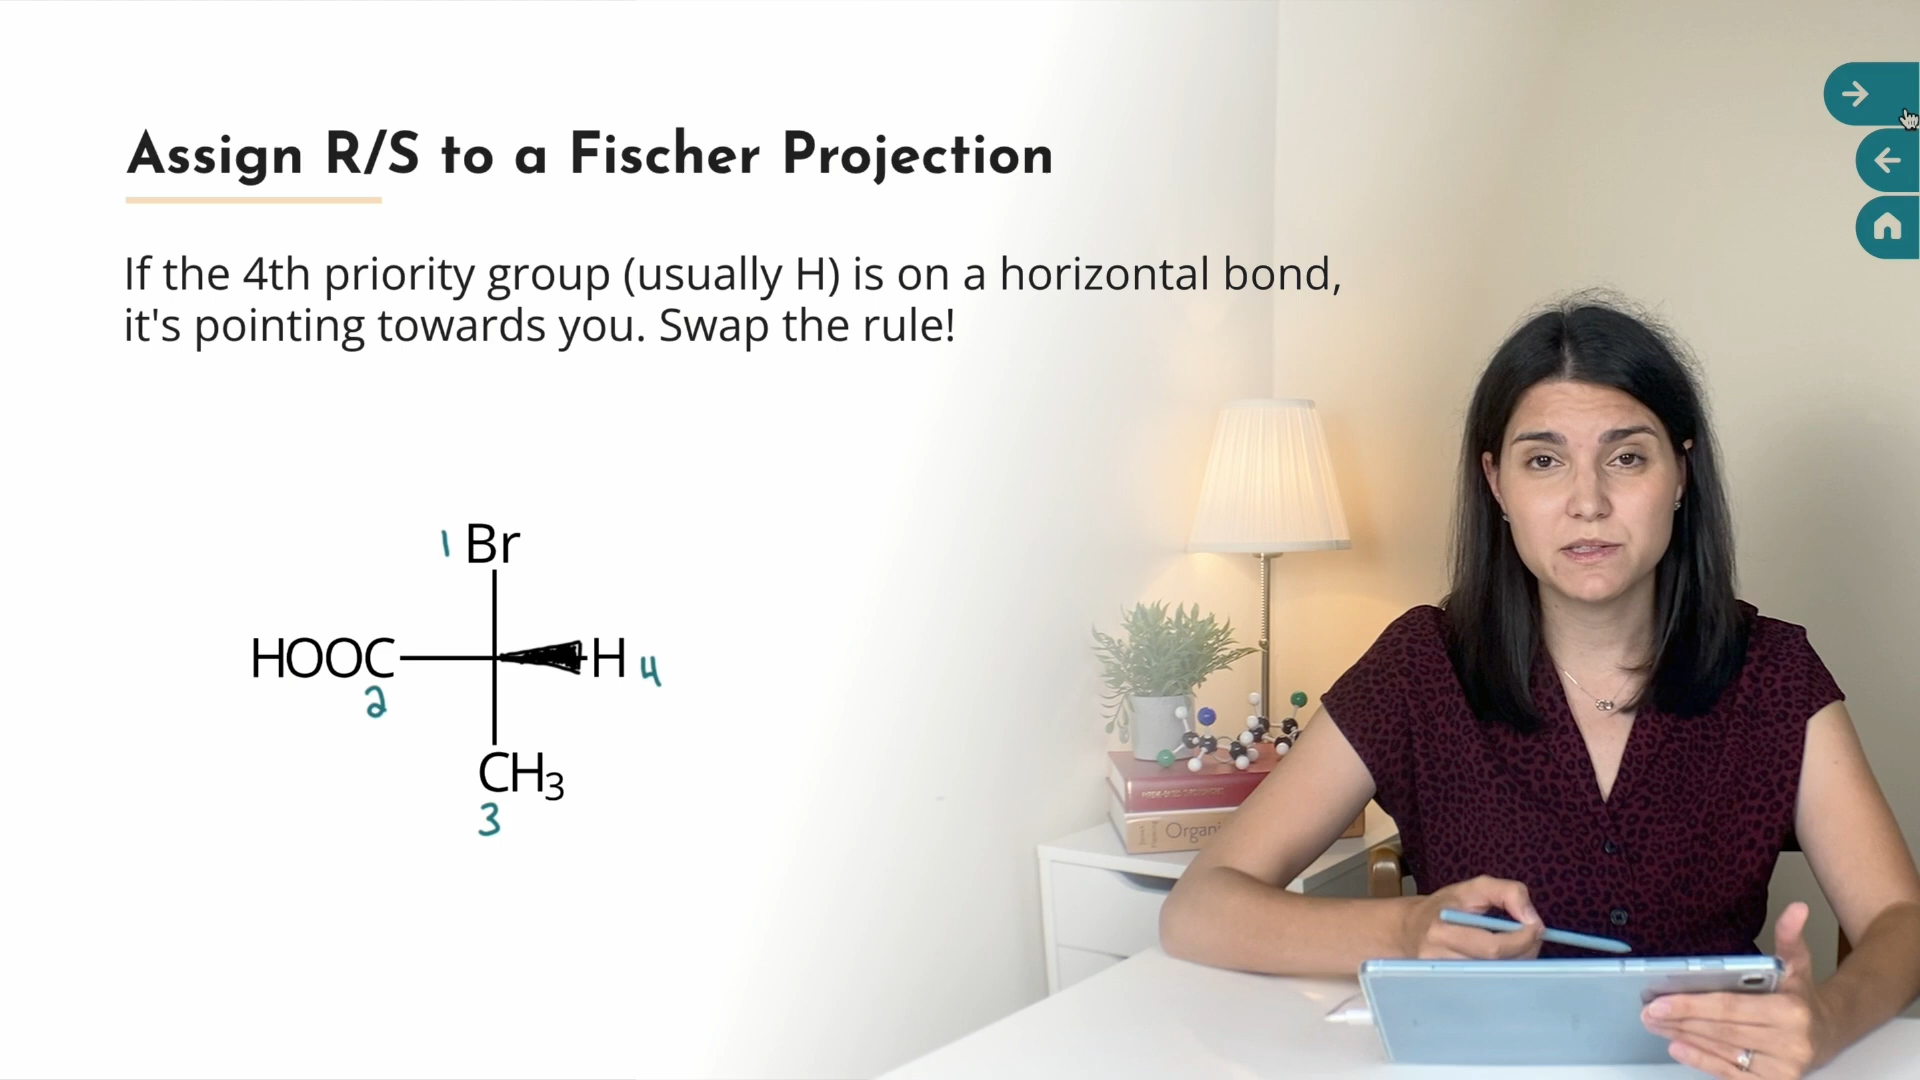 Assign R/S to a Fischer Projection
If the 4th priority group (usually H) is on a horizontal bond,
it's pointing towards you. Swap the rule!
1 Br
HOOC H 4
2
CH3
3
Organi